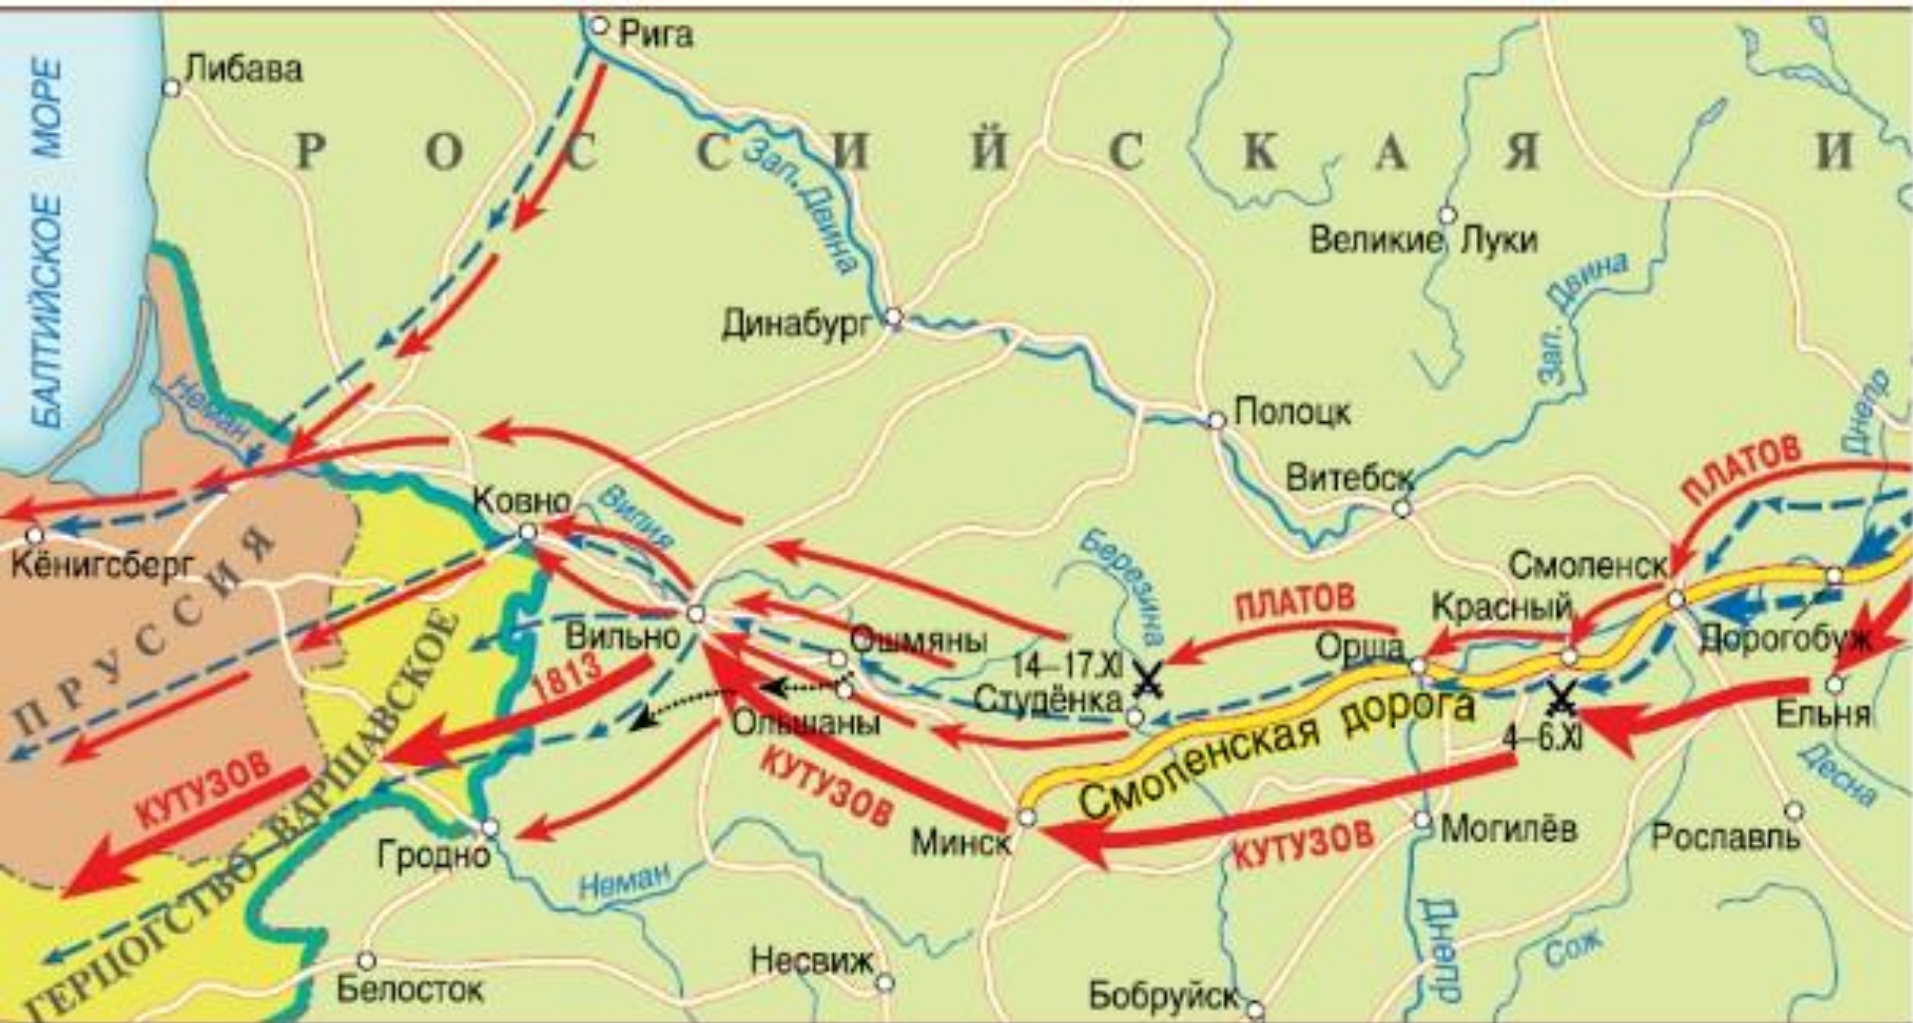 Рига
Либава
БАЛТИЙСКОЕ МОРЕ
РОССИЙСКАЯ И
Зап. Двина
Великие Луки
Зап. Двина
Динабург
Неман
Полоцк
Днепр
Витебск
ПЛАТОВ
Ковно
Вилия
Березина
Кёнигсберг
ПРУССИЯ
Смоленск
Красный
ПЛАТОВ
Дорогобуж
Вильно
Ошмяны
Орша
14–17.XI
Студёнка
1813
Ольшаны
Смоленская дорога
4–6.XI
Ельня
Десна
КУТУЗОВ
КУТУЗОВ
КУТУЗОВ
ГЕРЦОГСТВО ВАРШАВСКОЕ
Минск
Могилёв
Рославль
Гродно
Неман
Днепр
Сож
Несвиж
Белосток
Бобруйск